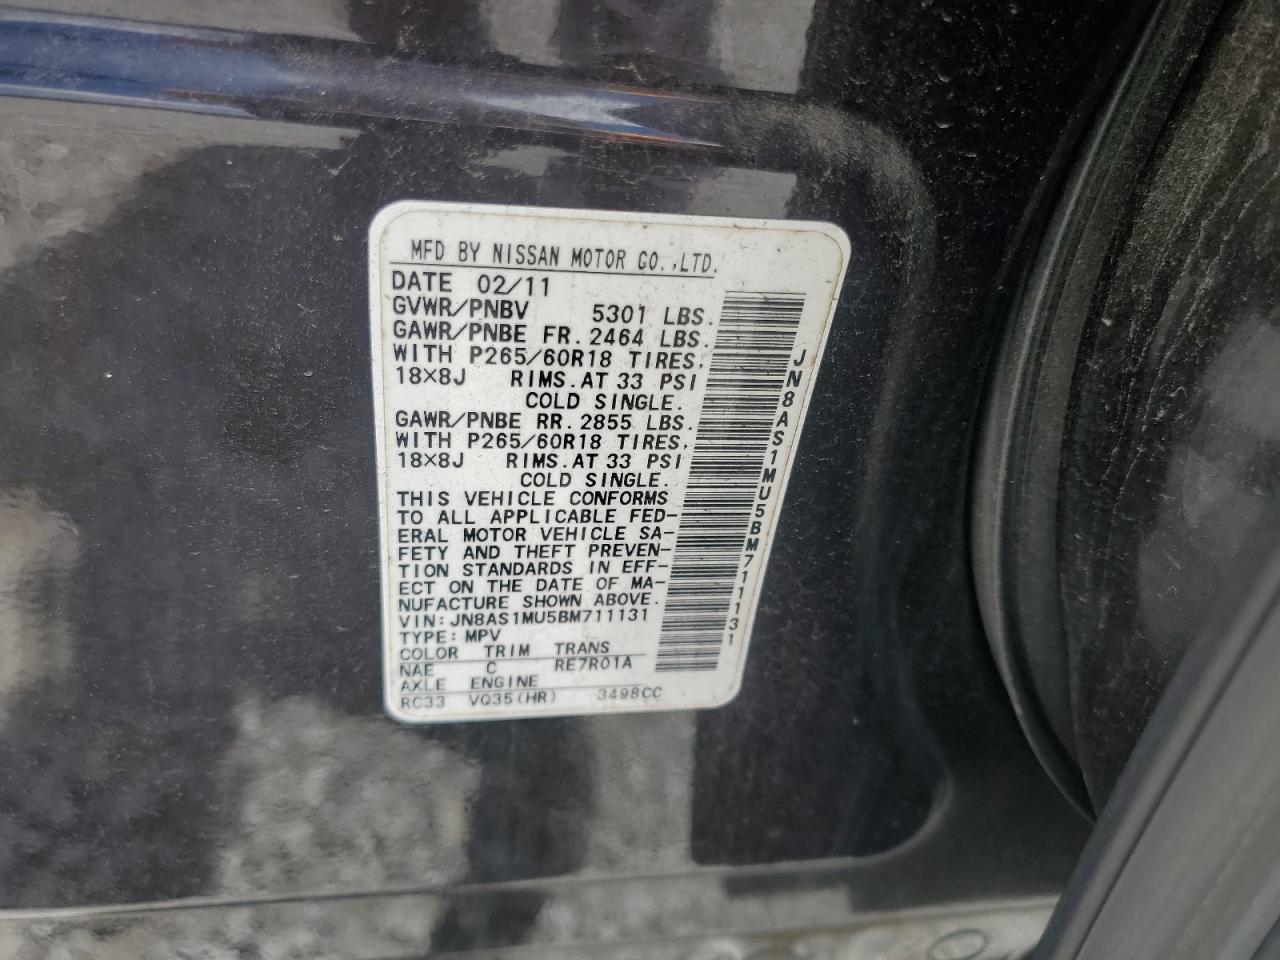 MFD BY NISSAN MOTOR CO.,LTD.
DATE 02/11
GVWR/PNBV 5301 LBS.
GAWR/PNBE FR. 2464 LBS.
WITH P265/60R18 TIRES,
18×8J RIMS.AT 33 PSI
COLD SINGLE.
GAWR/PNBE RR. 2855 LBS.
WITH P265/60R18 TIRES,
18×8J RIMS.AT 33 PSI
COLD SINGLE.
THIS VEHICLE CONFORMS
TO ALL APPLICABLE FED-
ERAL MOTOR VEHICLE SA-
FETY AND THEFT PREVEN-
TION STANDARDS IN EFF-
ECT ON THE DATE OF MA-
NUFACTURE SHOWN ABOVE.
VIN:JN8AS1MU5BM711131
TYPE:MPV
COLOR TRIM TRANS
NAE C RE7R01A
AXLE ENGINE
RC33 VQ35(HR) 3498CC
JN8AS1MU5BM711131